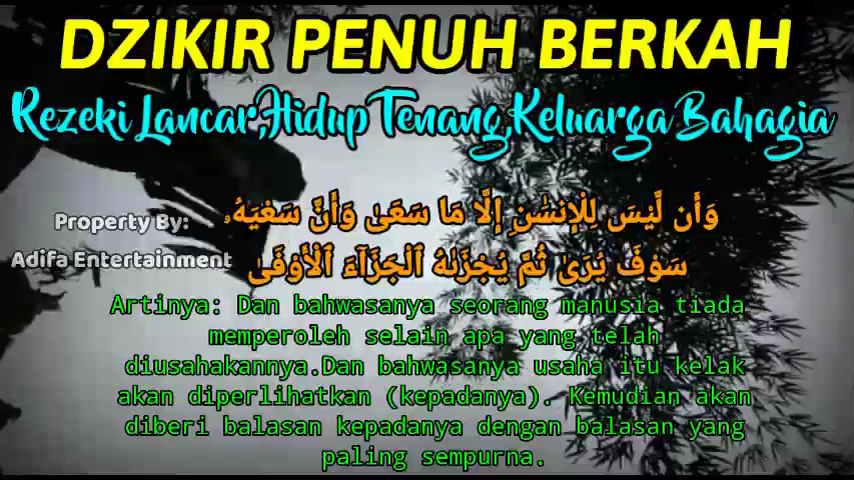 DZIKIR PENUH BERKAH
Rezeki Lancar,Hidup Tenang,Keluarga Bahagia
وَأَن لَّيْسَ لِلْإِنسَٰنِ إِلَّا مَا سَعَىٰ وَأَنَّ سَعْيَهُۥ
سَوْفَ يُرَىٰ ثُمَّ يُجْزَىٰهُ ٱلْجَزَآءَ ٱلْأَوْفَىٰ
Property By:
Adifa Entertainment
Artinya: Dan bahwasanya seorang manusia tiada
memperoleh selain apa yang telah
diusahakannya.Dan bahwasanya usaha itu kelak
akan diperlihatkan (kepadanya). Kemudian akan
diberi balasan kepadanya dengan balasan yang
paling sempurna.